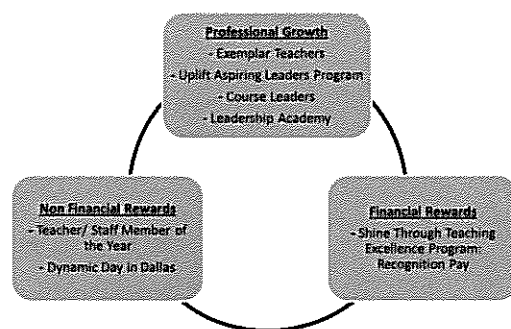 Professional Growth
- Exemplar Teachers
- Uplift Aspiring Leaders Program
- Course Leaders
- Leadership Academy
Non Financial Rewards
- Teacher/ Staff Member of
the Year
- Dynamic Day in Dallas
Financial Rewards
- Shine Through Teaching
Excellence Program:
Recognition Pay